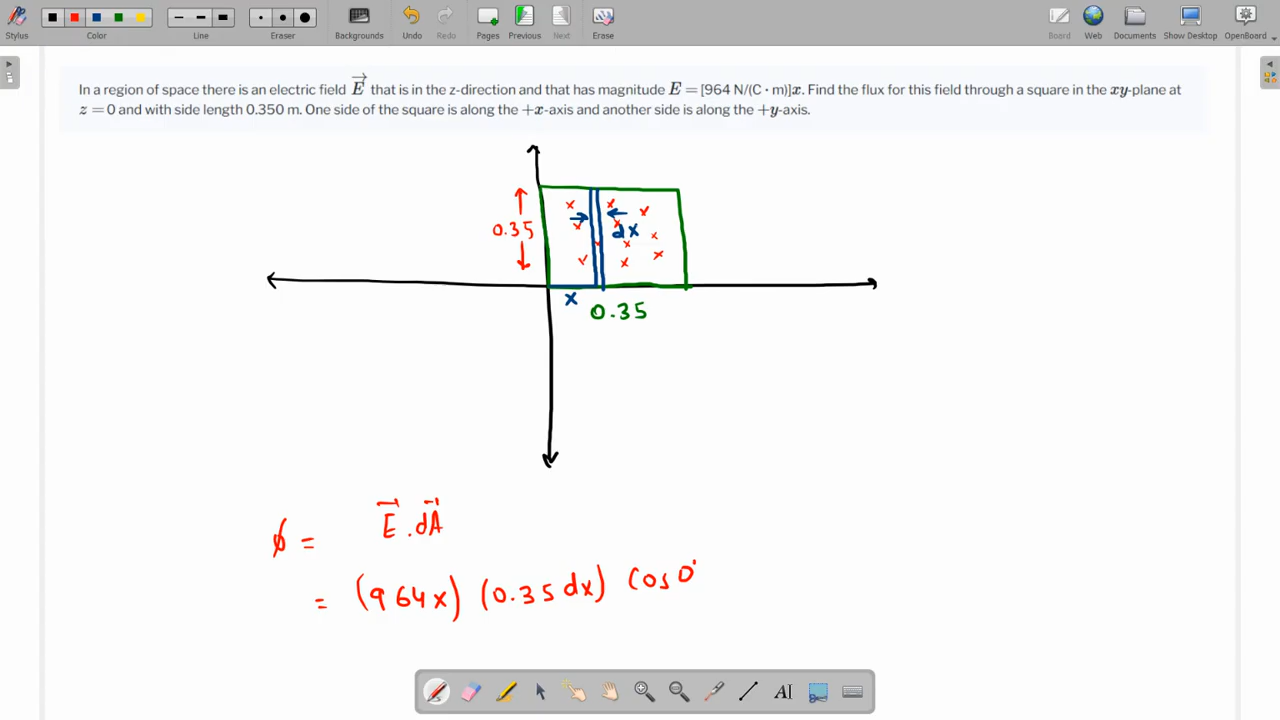 Stylus
Color
Line
Eraser
Backgrounds
Undo
Redo
Pages
Previous
Next
Erase
Board
Web
Documents
Show Desktop
OpenBoard
In a region of space there is an electric field E⃗ that is in the z-direction and that has magnitude E = [964 N/(C · m)]x. Find the flux for this field through a square in the xy-plane at
z = 0 and with side length 0.350 m. One side of the square is along the +x-axis and another side is along the +y-axis.
0.35
dx
x
0.35
ϕ = E⃗ . dA⃗
= (964x) (0.35 dx) cos 0°
AI